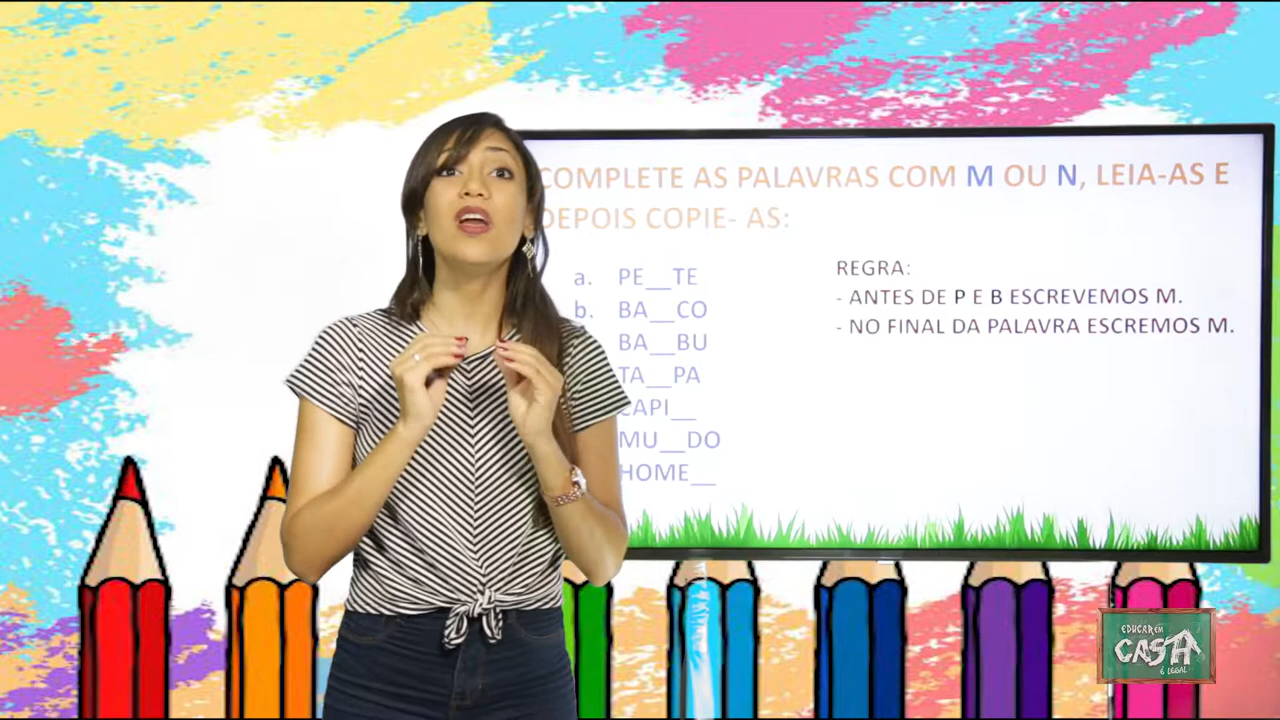 COMPLETE AS PALAVRAS COM M OU N, LEIA-AS E
DEPOIS COPIE- AS:
a. PE__TE
b. BA__CO
BA__BU
TA__PA
CAPI__
MU__DO
HOME__
REGRA:
- ANTES DE P E B ESCREVEMOS M.
- NO FINAL DA PALAVRA ESCREMOS M.
EDUCAR EM
CASA
É LEGAL